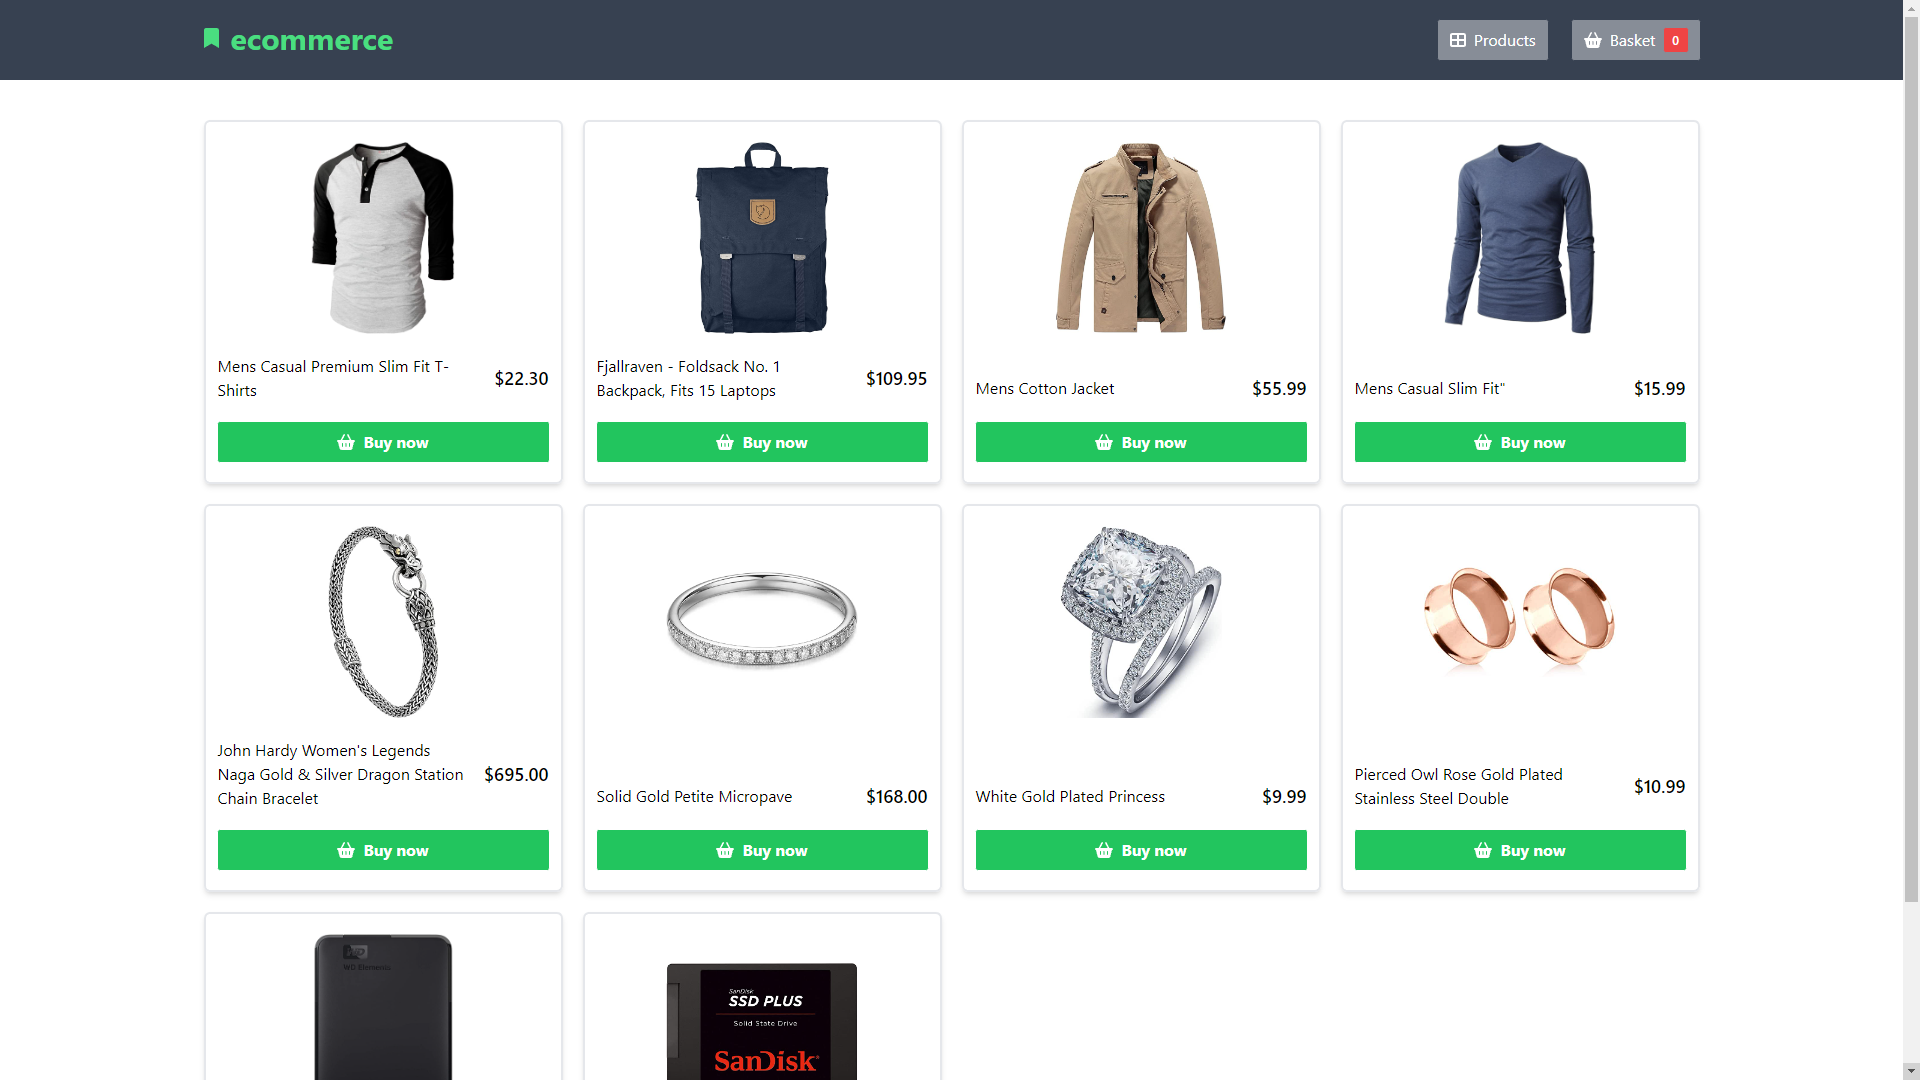 ecommerce
Products
Basket 0
Mens Casual Premium Slim Fit T-
Shirts
$22.30
Buy now
Fjallraven - Foldsack No. 1
Backpack, Fits 15 Laptops
$109.95
Buy now
Mens Cotton Jacket
$55.99
Buy now
Mens Casual Slim Fit"
$15.99
Buy now
John Hardy Women's Legends
Naga Gold & Silver Dragon Station
Chain Bracelet
$695.00
Buy now
Solid Gold Petite Micropave
$168.00
Buy now
White Gold Plated Princess
$9.99
Buy now
Pierced Owl Rose Gold Plated
Stainless Steel Double
$10.99
Buy now
WD
WD Elements
SanDisk
SSD PLUS
Solid State Drive
SanDisk